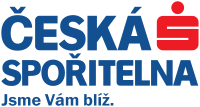 ČESKÁ
SPOŘITELNA
Jsme Vám blíž.